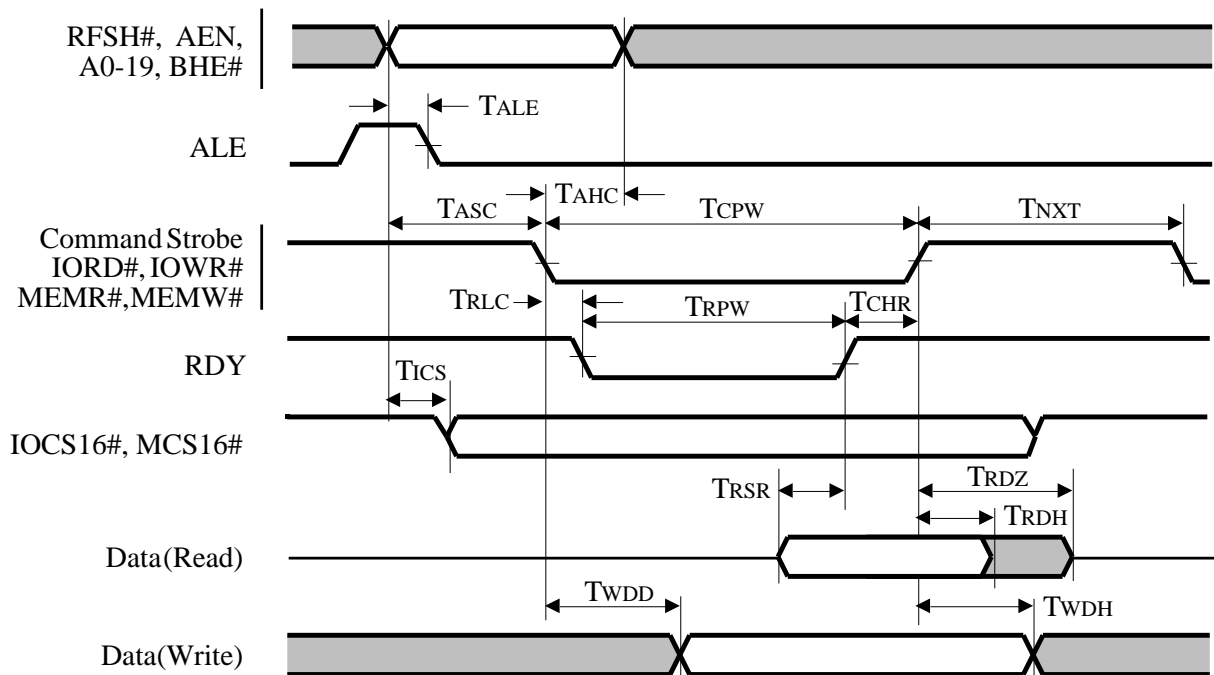 RFSH#, AEN,
A0-19, BHE#
TALE
ALE
TAHC
TASC
TCPW
TNXT
Command Strobe
IORD#, IOWR#
MEMR#,MEMW#
TRLC
TRPW
TCHR
RDY
TICS
IOCS16#, MCS16#
TRSR
TRDZ
TRDH
Data(Read)
TWDD
TWDH
Data(Write)